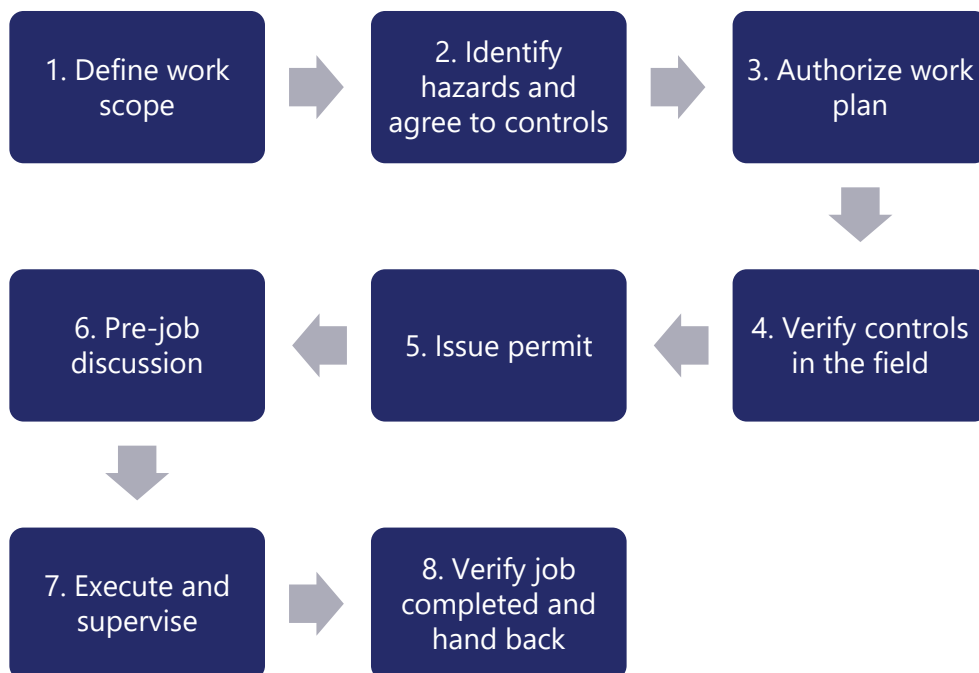 1. Define work
scope
2. Identify
hazards and
agree to controls
3. Authorize work
plan
4. Verify controls
in the field
5. Issue permit
6. Pre-job
discussion
7. Execute and
supervise
8. Verify job
completed and
hand back